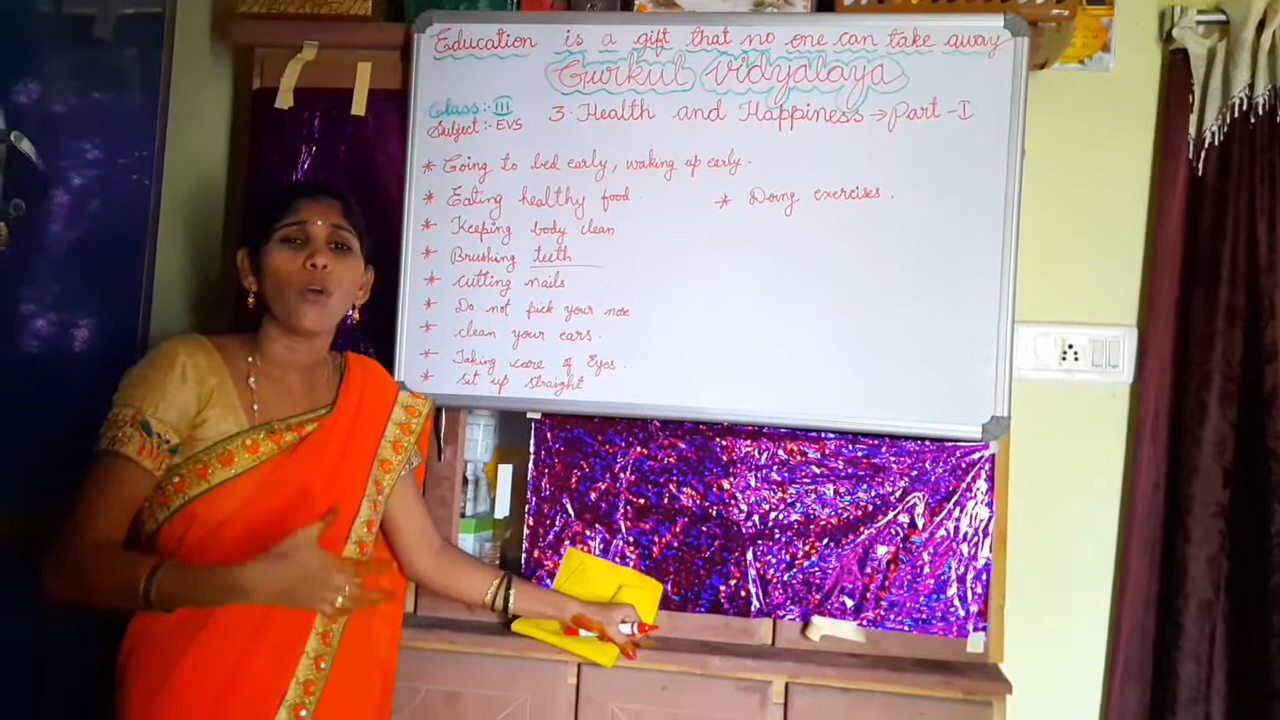 Education is a gift that no one can take away
Gurkul vidyalaya
Class:- III
Subject:- EVS
3. Health and Happiness → Part - I
* Going to bed early, waking up early.
* Eating healthy food.
* Doing exercises.
* Keeping body clean
* Brushing teeth
* cutting nails
* Do not pick your nose
* clean your ears.
* Taking care of Eyes.
* sit up straight